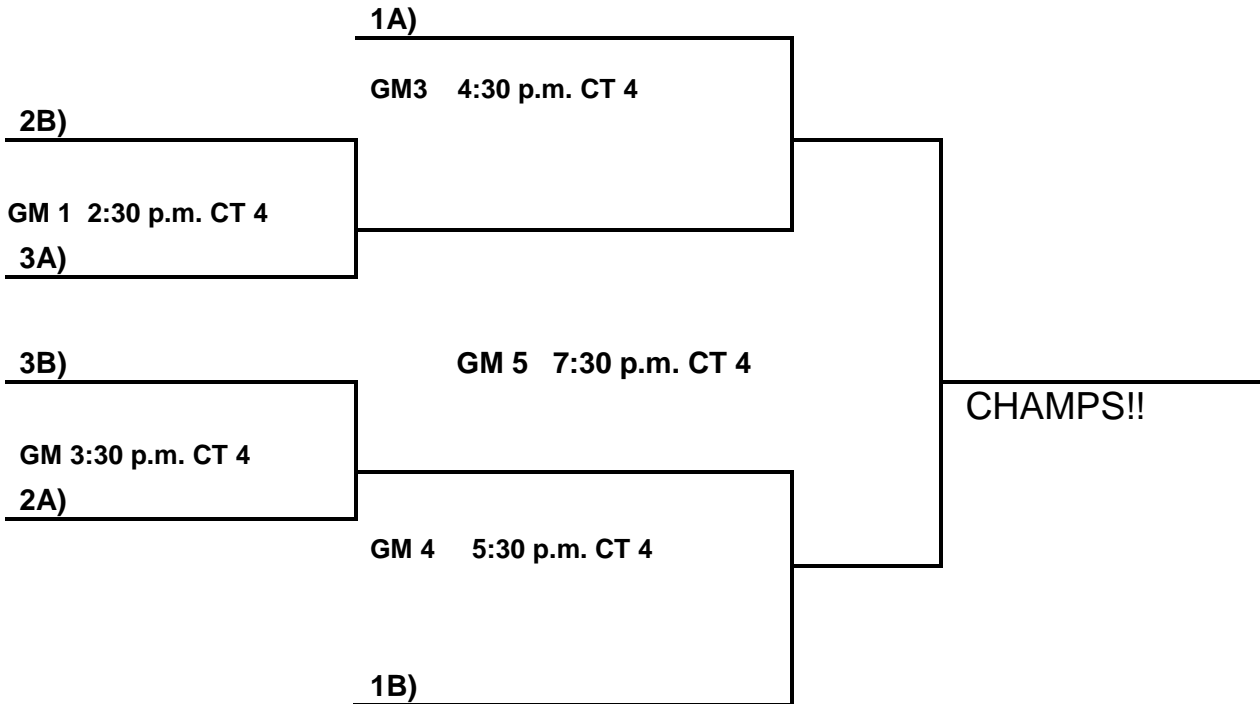 1A)
GM3 4:30 p.m. CT 4
2B)
GM 1 2:30 p.m. CT 4
3A)
3B)
GM 5 7:30 p.m. CT 4
CHAMPS!!
GM 3:30 p.m. CT 4
2A)
GM 4 5:30 p.m. CT 4
1B)